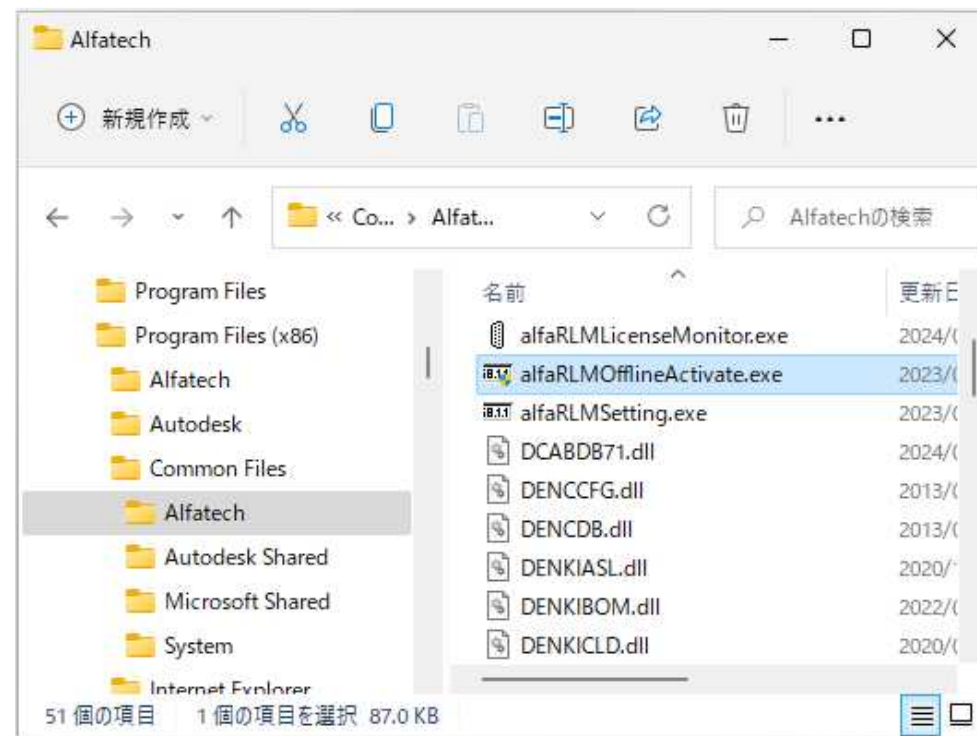 Alfatech
新規作成
« Co... › Alfat...
Alfatechの検索
Program Files
Program Files (x86)
Alfatech
Autodesk
Common Files
Alfatech
Autodesk Shared
Microsoft Shared
System
Internet Explorer
名前 更新日
alfaRLMLicenseMonitor.exe 2024/
alfaRLMOfflineActivate.exe 2023/
alfaRLMSetting.exe 2023/
DCABDB71.dll 2024/
DENCCFG.dll 2013/
DENCDB.dll 2013/
DENKIASL.dll 2020/
DENKIBOM.dll 2022/
DENKICLD.dll 2020/
51 個の項目 1 個の項目を選択 87.0 KB